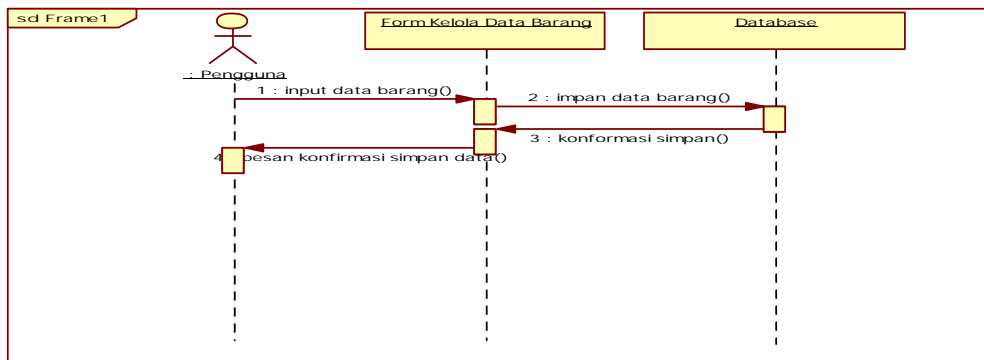 sd Frame1
Form Kelola Data Barang
Database
: Pengguna
1 : input data barang()
2 : impan data barang()
3 : konformasi simpan()
4 : pesan konfirmasi simpan data()